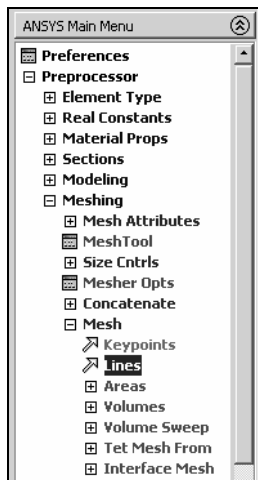 ANSYS Main Menu
Preferences
Preprocessor
Element Type
Real Constants
Material Props
Sections
Modeling
Meshing
Mesh Attributes
MeshTool
Size Cntrls
Mesher Opts
Concatenate
Mesh
Keypoints
Lines
Areas
Volumes
Volume Sweep
Tet Mesh From
Interface Mesh